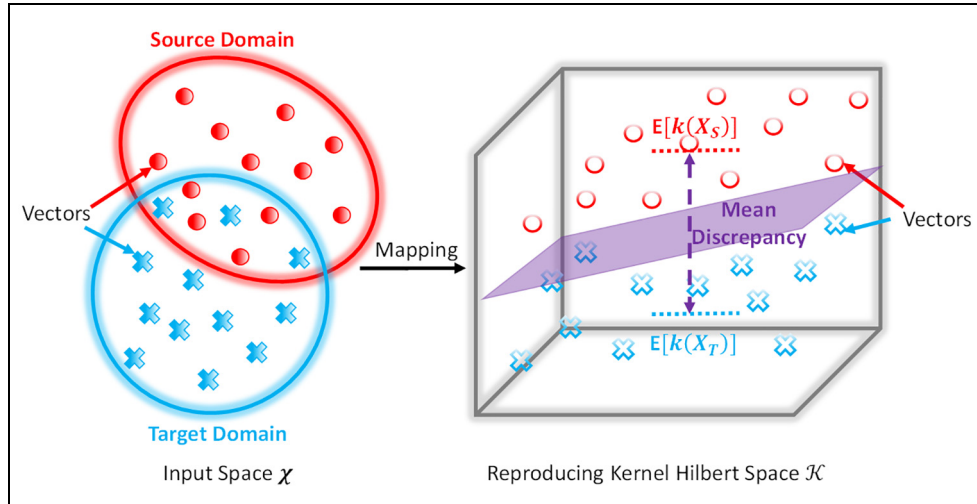 Source Domain
Vectors
Target Domain
Input Space χ
Mapping
E[k(X_S)]
Mean
Discrepancy
E[k(X_T)]
Vectors
Reproducing Kernel Hilbert Space 𝓗